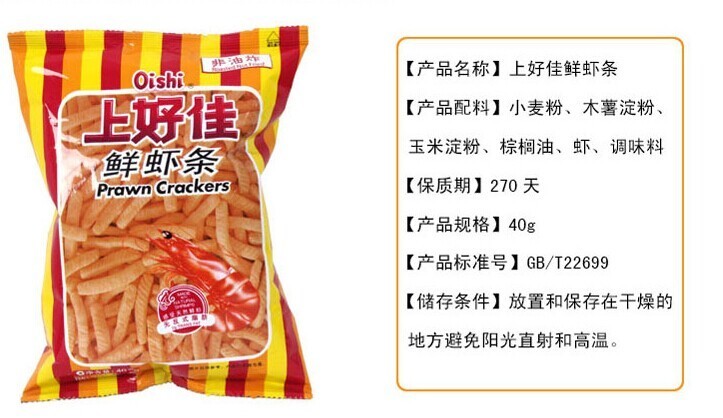 非油炸
Roasted Not Fried
Oishi
上好佳
鲜虾条
Prawn Crackers
【产品名称】上好佳鲜虾条
【产品配料】小麦粉、木薯淀粉、
玉米淀粉、棕榈油、虾、调味料
【保质期】270 天
【产品规格】40g
【产品标准号】GB/T22699
【储存条件】放置和保存在干燥的
地方避免阳光直射和高温。